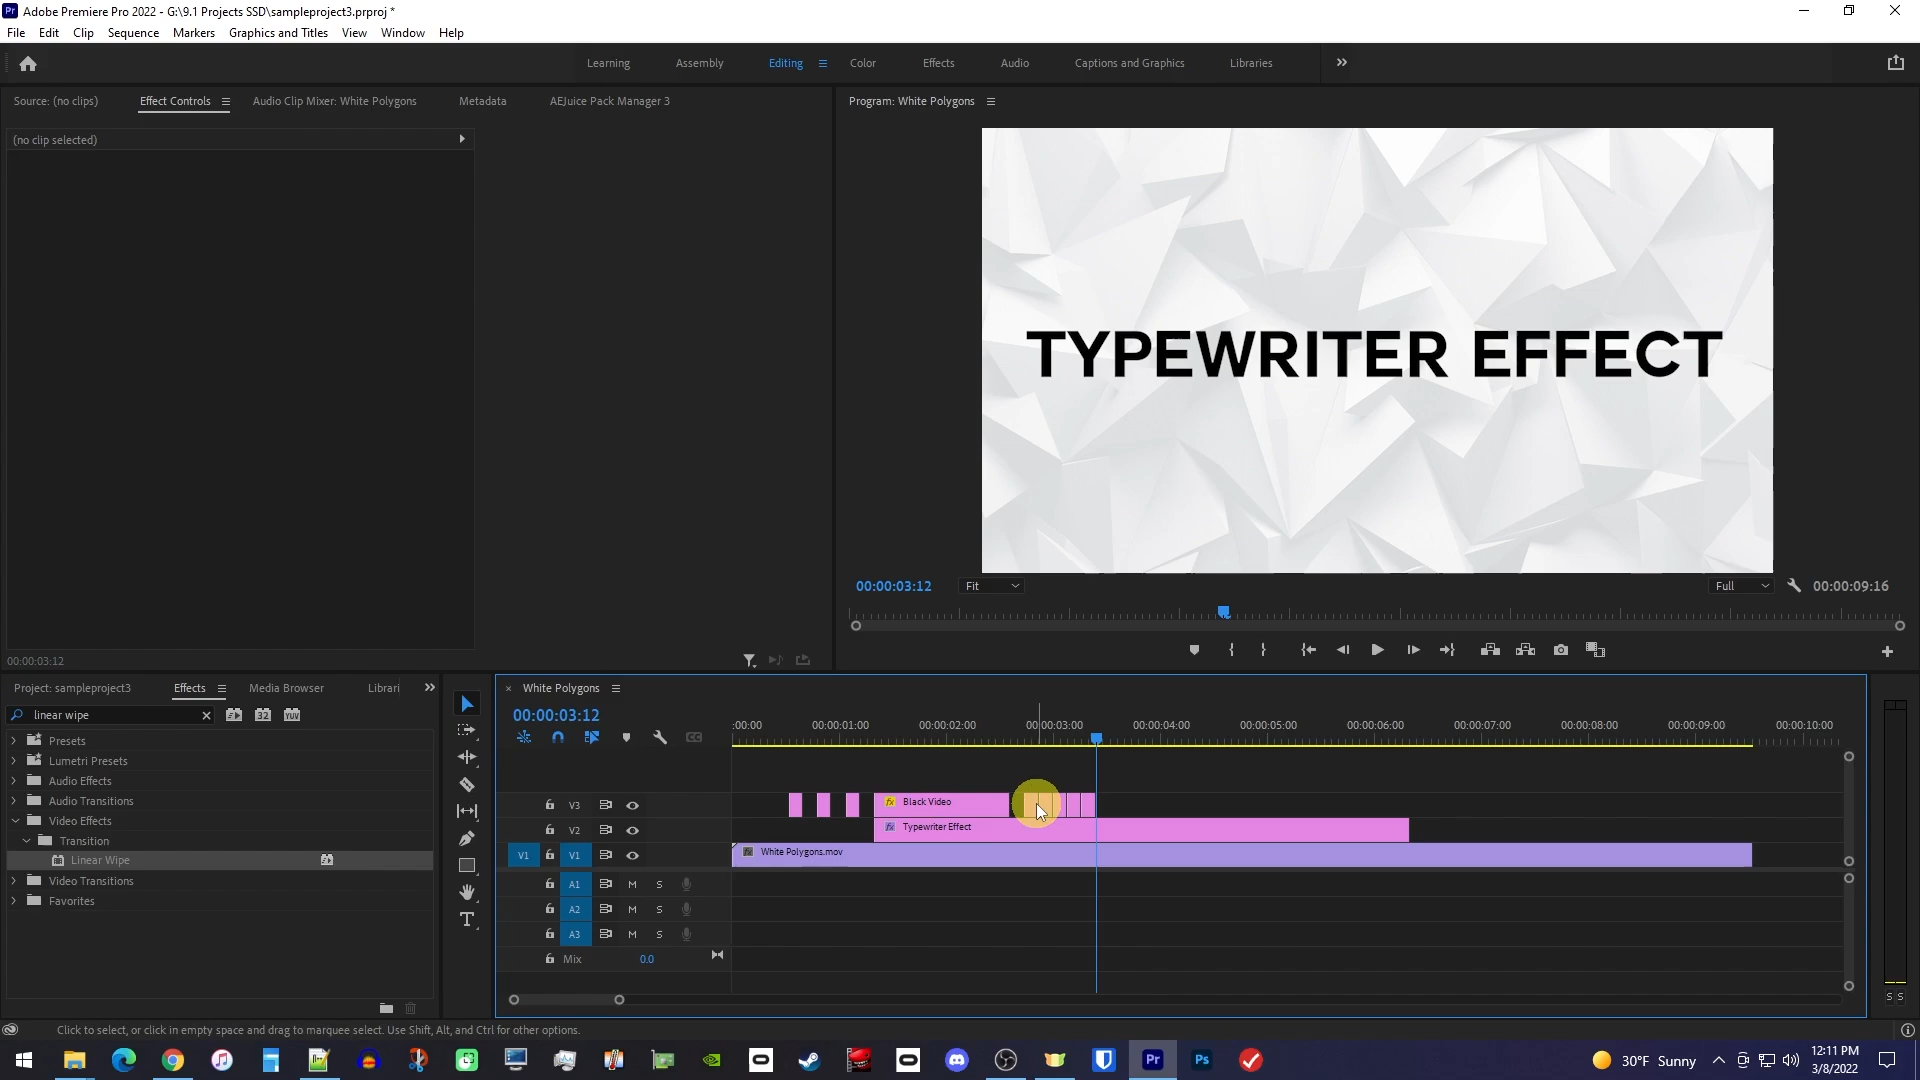 Adobe Premiere Pro 2022 - G:\9.1 Projects SSD\sampleproject3.prproj *
File Edit Clip Sequence Markers Graphics and Titles View Window Help
Learning Assembly Editing Color Effects Audio Captions and Graphics Libraries
Source: (no clips) Effect Controls Audio Clip Mixer: White Polygons Metadata AEJuice Pack Manager 3
Program: White Polygons
(no clip selected)
TYPEWRITER EFFECT
00:00:03:12 Fit Full 00:00:09:16
00:00:03:12
Project: sampleproject3 Effects Media Browser Librari
linear wipe
Presets
Lumetri Presets
Audio Effects
Audio Transitions
Video Effects
Transition
Linear Wipe
Video Transitions
Favorites
White Polygons
00:00:03:12
:00:00 00:00:01:00 00:00:02:00 00:00:03:00 00:00:04:00 00:00:05:00 00:00:06:00 00:00:07:00 00:00:08:00 00:00:09:00 00:00:10:00
V3 fx Black Video
V2 fx Typewriter Effect
V1 V1 fx White Polygons.mov
A1 M S
A2 M S
A3 M S
Mix 0.0
S S
Click to select, or click in empty space and drag to marquee select. Use Shift, Alt, and Ctrl for other options.
Pr Ps 30°F Sunny 12:11 PM
3/8/2022